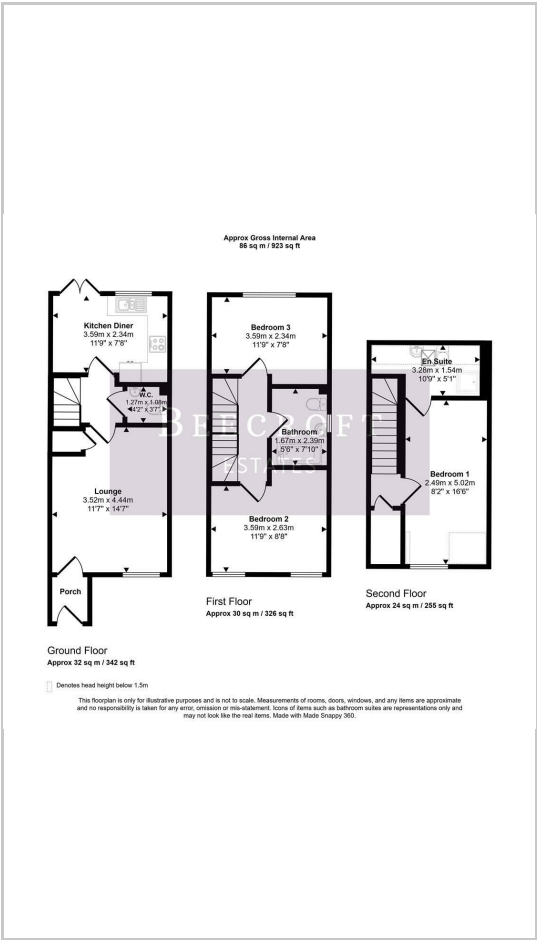 Approx Gross Internal Area
86 sq m / 923 sq ft
Kitchen Diner
3.59m x 2.34m
11'9" x 7'8"
W.C.
1.27m x 1.08m
4'2" x 3'7"
Lounge
3.52m x 4.44m
11'7" x 14'7"
Porch
Ground Floor
Approx 32 sq m / 342 sq ft
Bedroom 3
3.59m x 2.34m
11'9" x 7'8"
Bathroom
1.67m x 2.39m
5'6" x 7'10"
Bedroom 2
3.59m x 2.63m
11'9" x 8'8"
First Floor
Approx 30 sq m / 326 sq ft
En Suite
3.28m x 1.54m
10'9" x 5'1"
Bedroom 1
2.49m x 5.02m
8'2" x 16'6"
Second Floor
Approx 24 sq m / 255 sq ft
BEECROFT
ESTATES
Denotes head height below 1.5m
This floorplan is only for illustrative purposes and is not to scale. Measurements of rooms, doors, windows, and any items are approximate
and no responsibility is taken for any error, omission or mis-statement. Icons of items such as bathroom suites are representations only and
may not look like the real items. Made with Made Snappy 360.